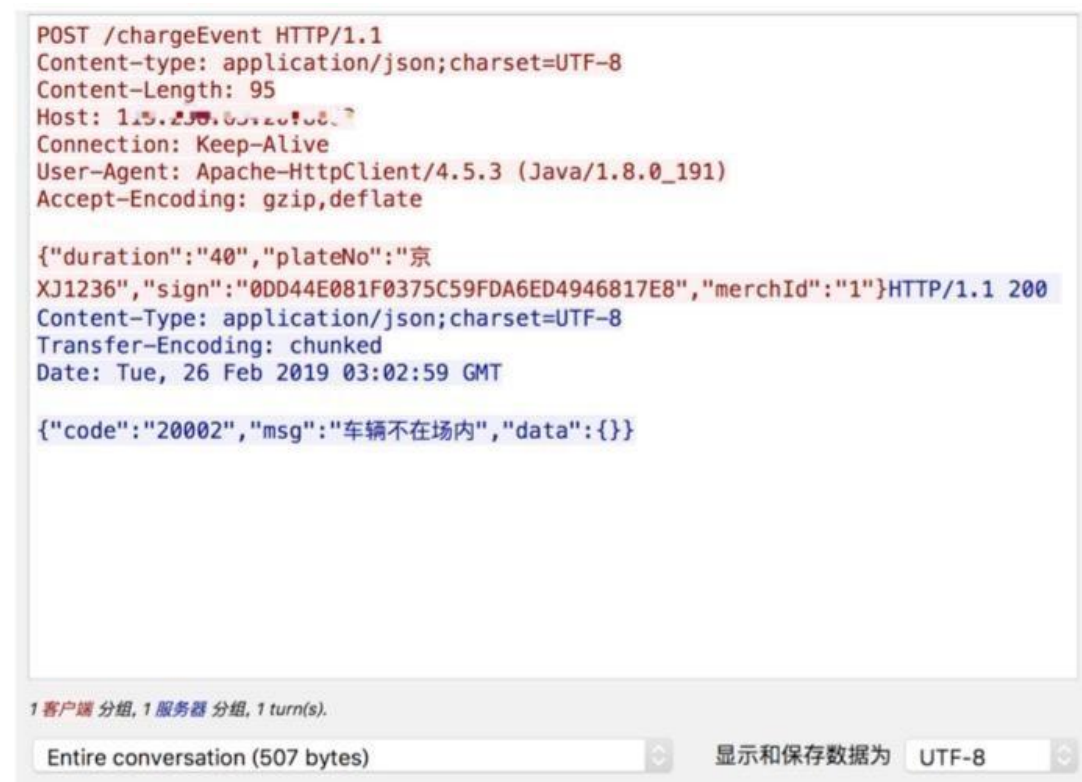 POST /chargeEvent HTTP/1.1
Content-type: application/json;charset=UTF-8
Content-Length: 95
Host:
Connection: Keep-Alive
User-Agent: Apache-HttpClient/4.5.3 (Java/1.8.0_191)
Accept-Encoding: gzip,deflate
{"duration":"40","plateNo":"京
XJ1236","sign":"0DD44E081F0375C59FDA6ED4946817E8","merchId":"1"}HTTP/1.1 200
Content-Type: application/json;charset=UTF-8
Transfer-Encoding: chunked
Date: Tue, 26 Feb 2019 03:02:59 GMT
{"code":"20002","msg":"车辆不在场内","data":{}}
1 客户端 分组, 1 服务器 分组, 1 turn(s).
Entire conversation (507 bytes) 显示和保存数据为 UTF-8